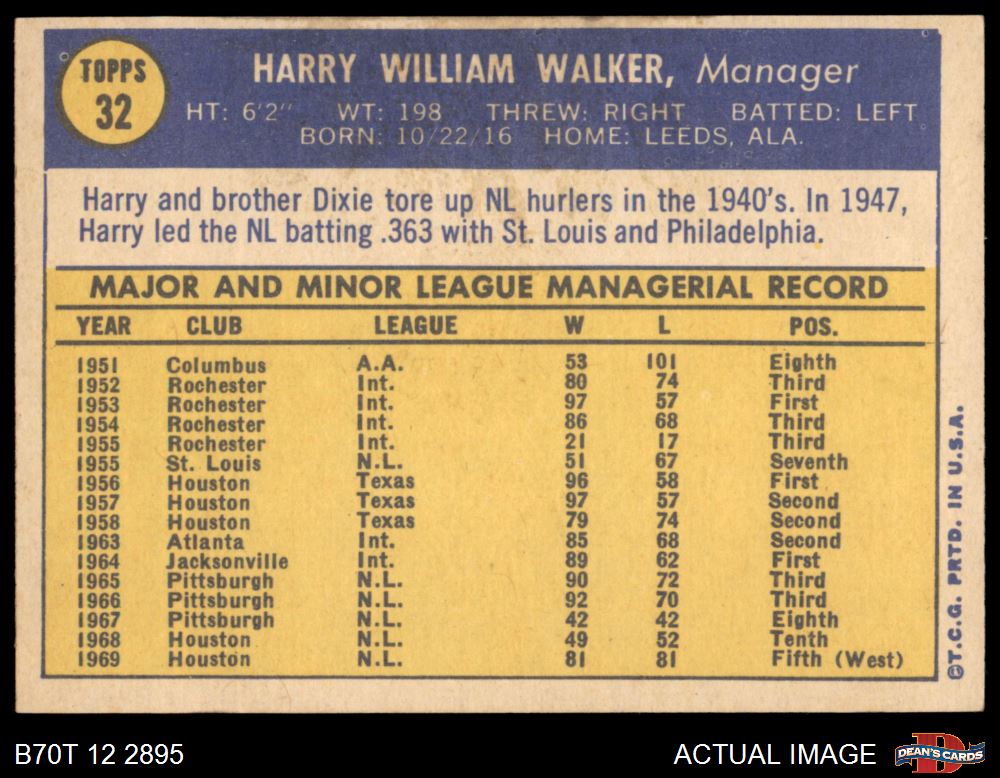 TOPPS
32
HARRY WILLIAM WALKER, Manager
HT: 6'2" WT: 198 THREW: RIGHT BATTED: LEFT
BORN: 10/22/16 HOME: LEEDS, ALA.
Harry and brother Dixie tore up NL hurlers in the 1940's. In 1947,
Harry led the NL batting .363 with St. Louis and Philadelphia.
MAJOR AND MINOR LEAGUE MANAGERIAL RECORD
YEAR CLUB LEAGUE W L POS.
1951 Columbus A.A. 53 101 Eighth
1952 Rochester Int. 80 74 Third
1953 Rochester Int. 97 57 First
1954 Rochester Int. 86 68 Third
1955 Rochester Int. 21 17 Third
1955 St. Louis N.L. 51 67 Seventh
1956 Houston Texas 96 58 First
1957 Houston Texas 97 57 Second
1958 Houston Texas 79 74 Second
1963 Atlanta Int. 85 68 Second
1964 Jacksonville Int. 89 62 First
1965 Pittsburgh N.L. 90 72 Third
1966 Pittsburgh N.L. 92 70 Third
1967 Pittsburgh N.L. 42 42 Eighth
1968 Houston N.L. 49 52 Tenth
1969 Houston N.L. 81 81 Fifth (West)
©T.C.G. PRTD. IN U.S.A.
B70T 12 2895
ACTUAL IMAGE
DEAN'S CARDS